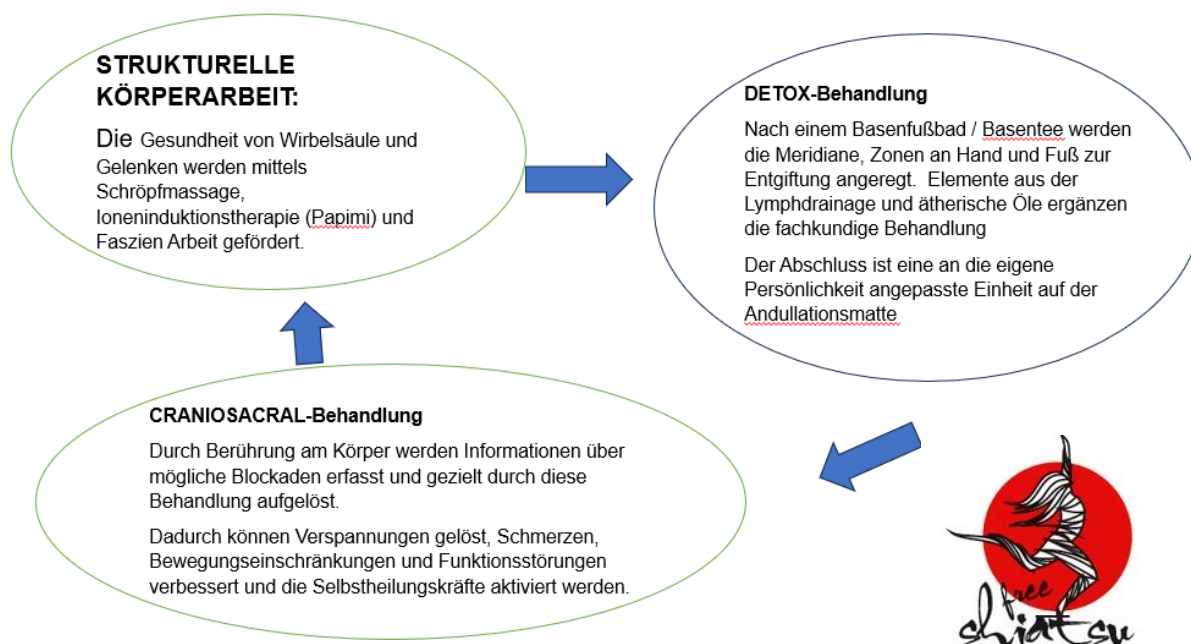 STRUKTURELLE
KÖRPERARBEIT:
Die Gesundheit von Wirbelsäule und
Gelenken werden mittels
Schröpfmassage,
Ioneninduktionstherapie (Papimi) und
Faszien Arbeit gefördert.
DETOX-Behandlung
Nach einem Basenfußbad / Basentee werden
die Meridiane, Zonen an Hand und Fuß zur
Entgiftung angeregt.  Elemente aus der
Lymphdrainage und ätherische Öle ergänzen
die fachkundige Behandlung
Der Abschluss ist eine an die eigene
Persönlichkeit angepasste Einheit auf der
Andullationsmatte
CRANIOSACRAL-Behandlung
Durch Berührung am Körper werden Informationen über
mögliche Blockaden erfasst und gezielt durch diese
Behandlung aufgelöst.
Dadurch können Verspannungen gelöst, Schmerzen,
Bewegungseinschränkungen und Funktionsstörungen
verbessert und die Selbstheilungskräfte aktiviert werden.
free
shiatsu